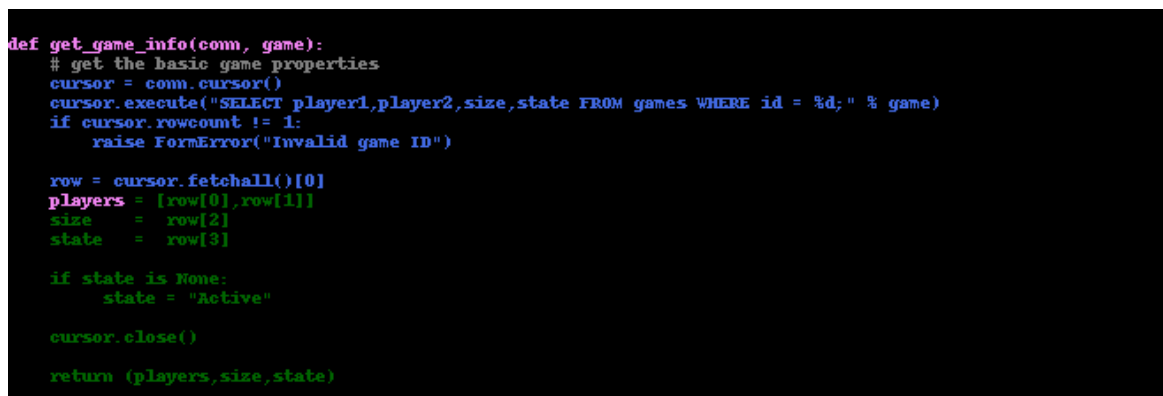 def get_game_info(conn, game):
    # get the basic game properties
    cursor = conn.cursor()
    cursor.execute("SELECT player1,player2,size,state FROM games WHERE id = %d;" % game)
    if cursor.rowcount != 1:
        raise FormError("Invalid game ID")

    row = cursor.fetchall()[0]
    players = [row[0],row[1]]
    size    =  row[2]
    state   =  row[3]

    if state is None:
         state = "Active"

    cursor.close()

    return (players,size,state)